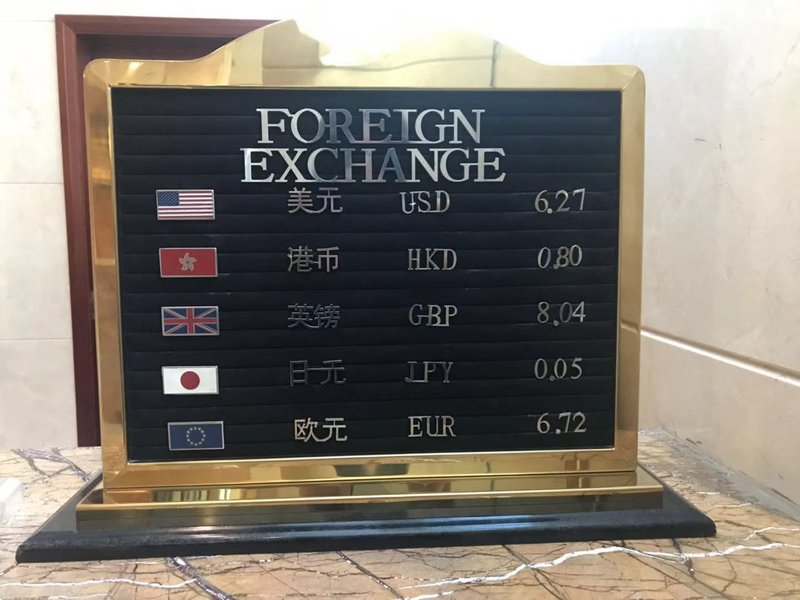 FOREIGN
EXCHANGE
美元 USD 6.27
港币 HKD 0.80
英镑 GBP 8.04
日元 JPY 0.05
欧元 EUR 6.72